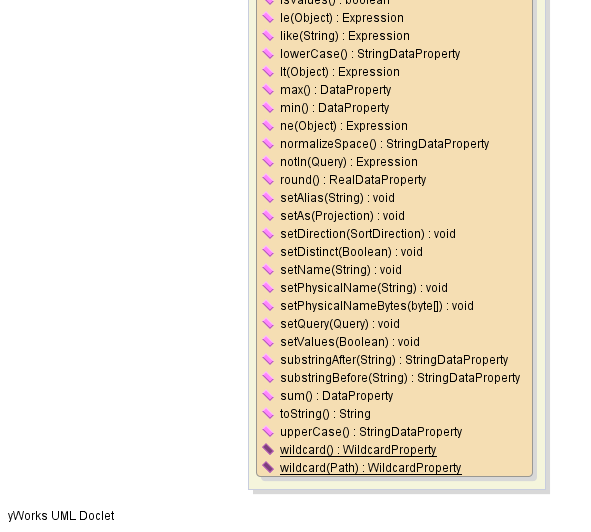 isValues() : boolean
le(Object) : Expression
like(String) : Expression
lowerCase() : StringDataProperty
lt(Object) : Expression
max() : DataProperty
min() : DataProperty
ne(Object) : Expression
normalizeSpace() : StringDataProperty
notIn(Query) : Expression
round() : RealDataProperty
setAlias(String) : void
setAs(Projection) : void
setDirection(SortDirection) : void
setDistinct(Boolean) : void
setName(String) : void
setPhysicalName(String) : void
setPhysicalNameBytes(byte[]) : void
setQuery(Query) : void
setValues(Boolean) : void
substringAfter(String) : StringDataProperty
substringBefore(String) : StringDataProperty
sum() : DataProperty
toString() : String
upperCase() : StringDataProperty
wildcard() : WildcardProperty
wildcard(Path) : WildcardProperty
yWorks UML Doclet